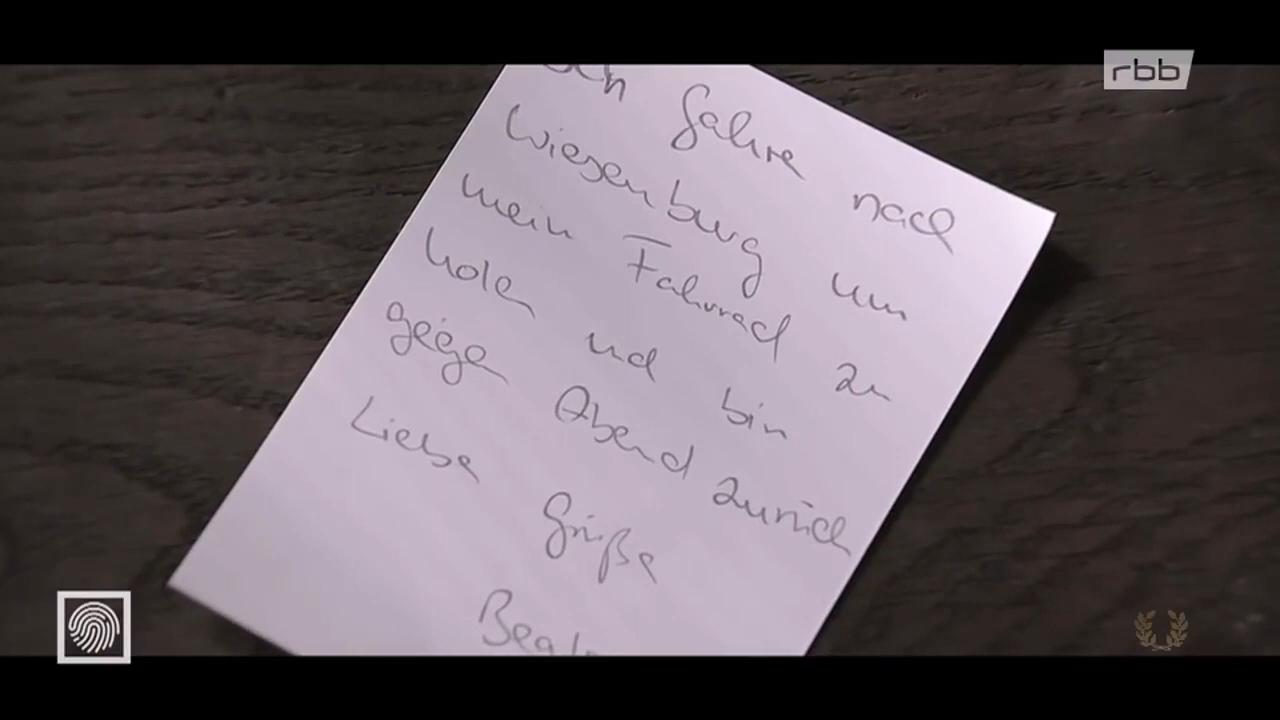 rbb
fahre nach
Wiesenburg um
mein Fahrrad zu
holen und bin
gegen Abend zurück
Liebe
Grüße